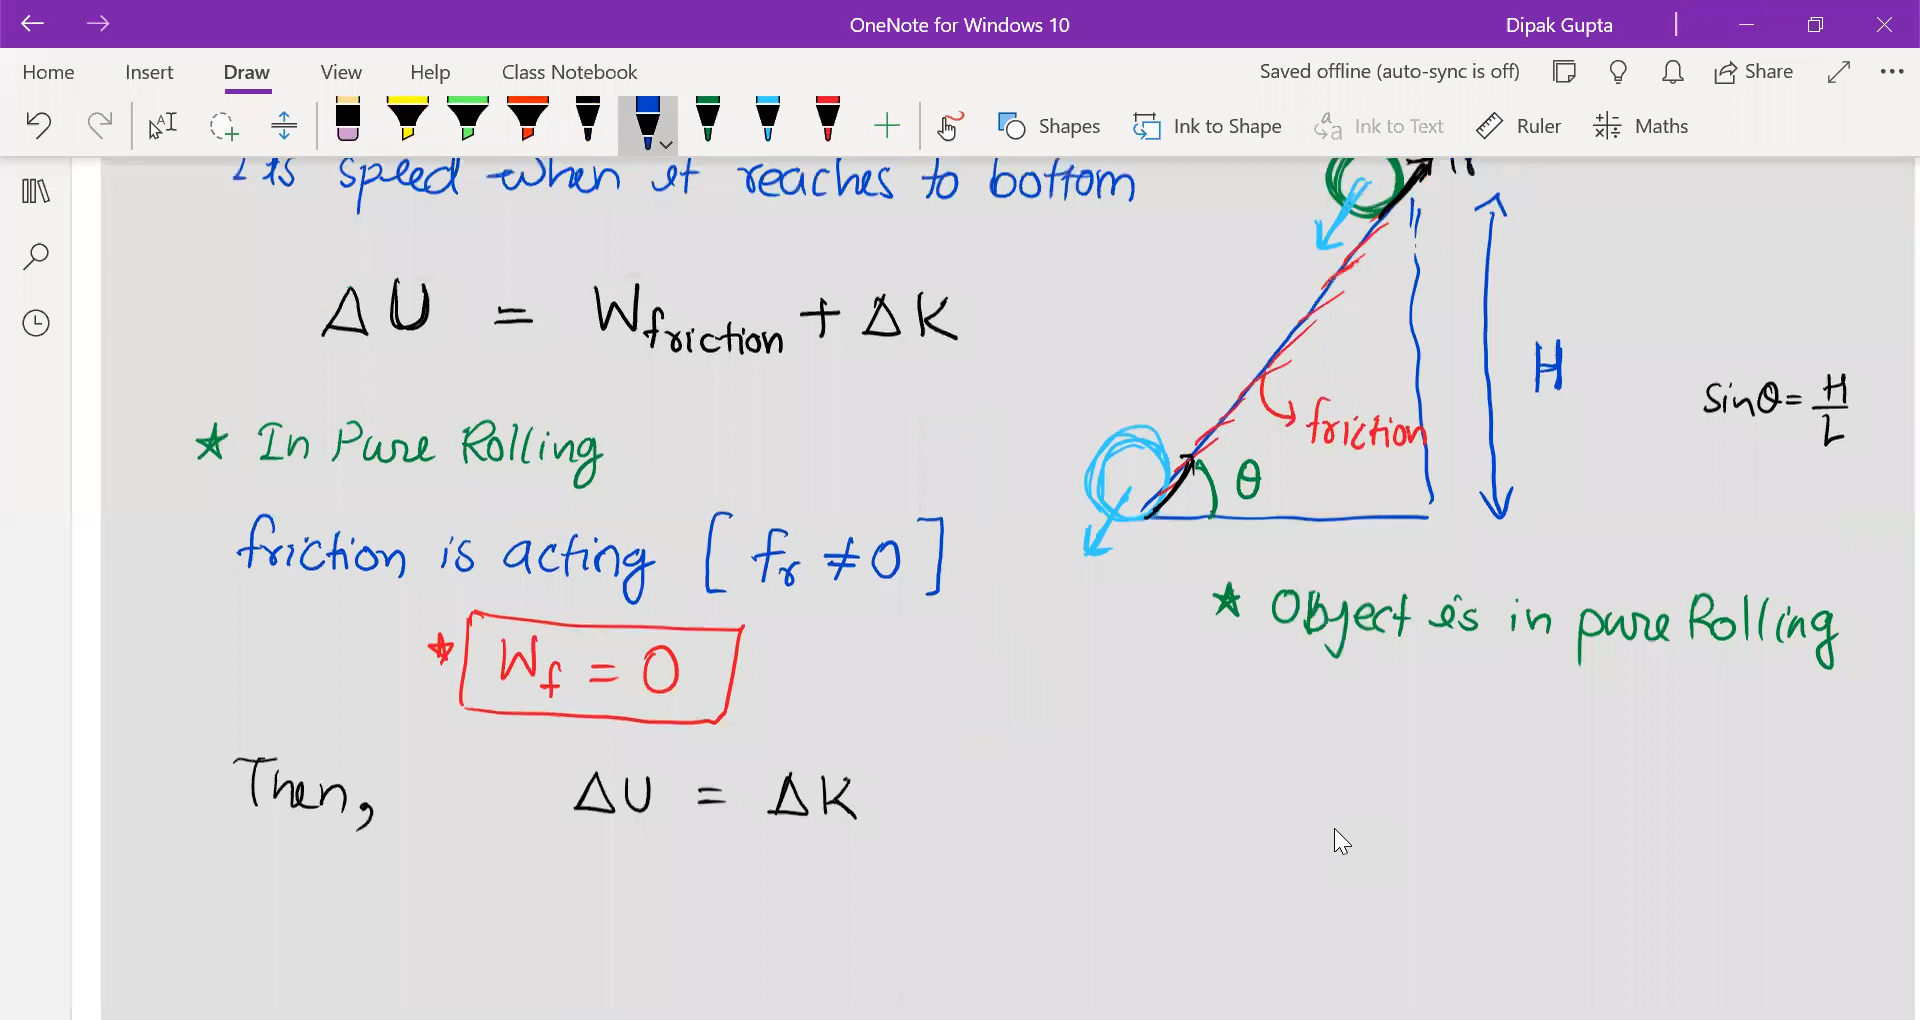 OneNote for Windows 10
Dipak Gupta
Home Insert Draw View Help Class Notebook
Saved offline (auto-sync is off) Share
Shapes Ink to Shape Ink to Text Ruler Maths
Its speed when it reaches to bottom
ΔU = Wfriction + ΔK
H
sinθ = H/L
friction
θ
★ In Pure Rolling
friction is acting [ fr ≠ 0 ]
★ Object is in pure Rolling
★ Wf = 0
Then, ΔU = ΔK